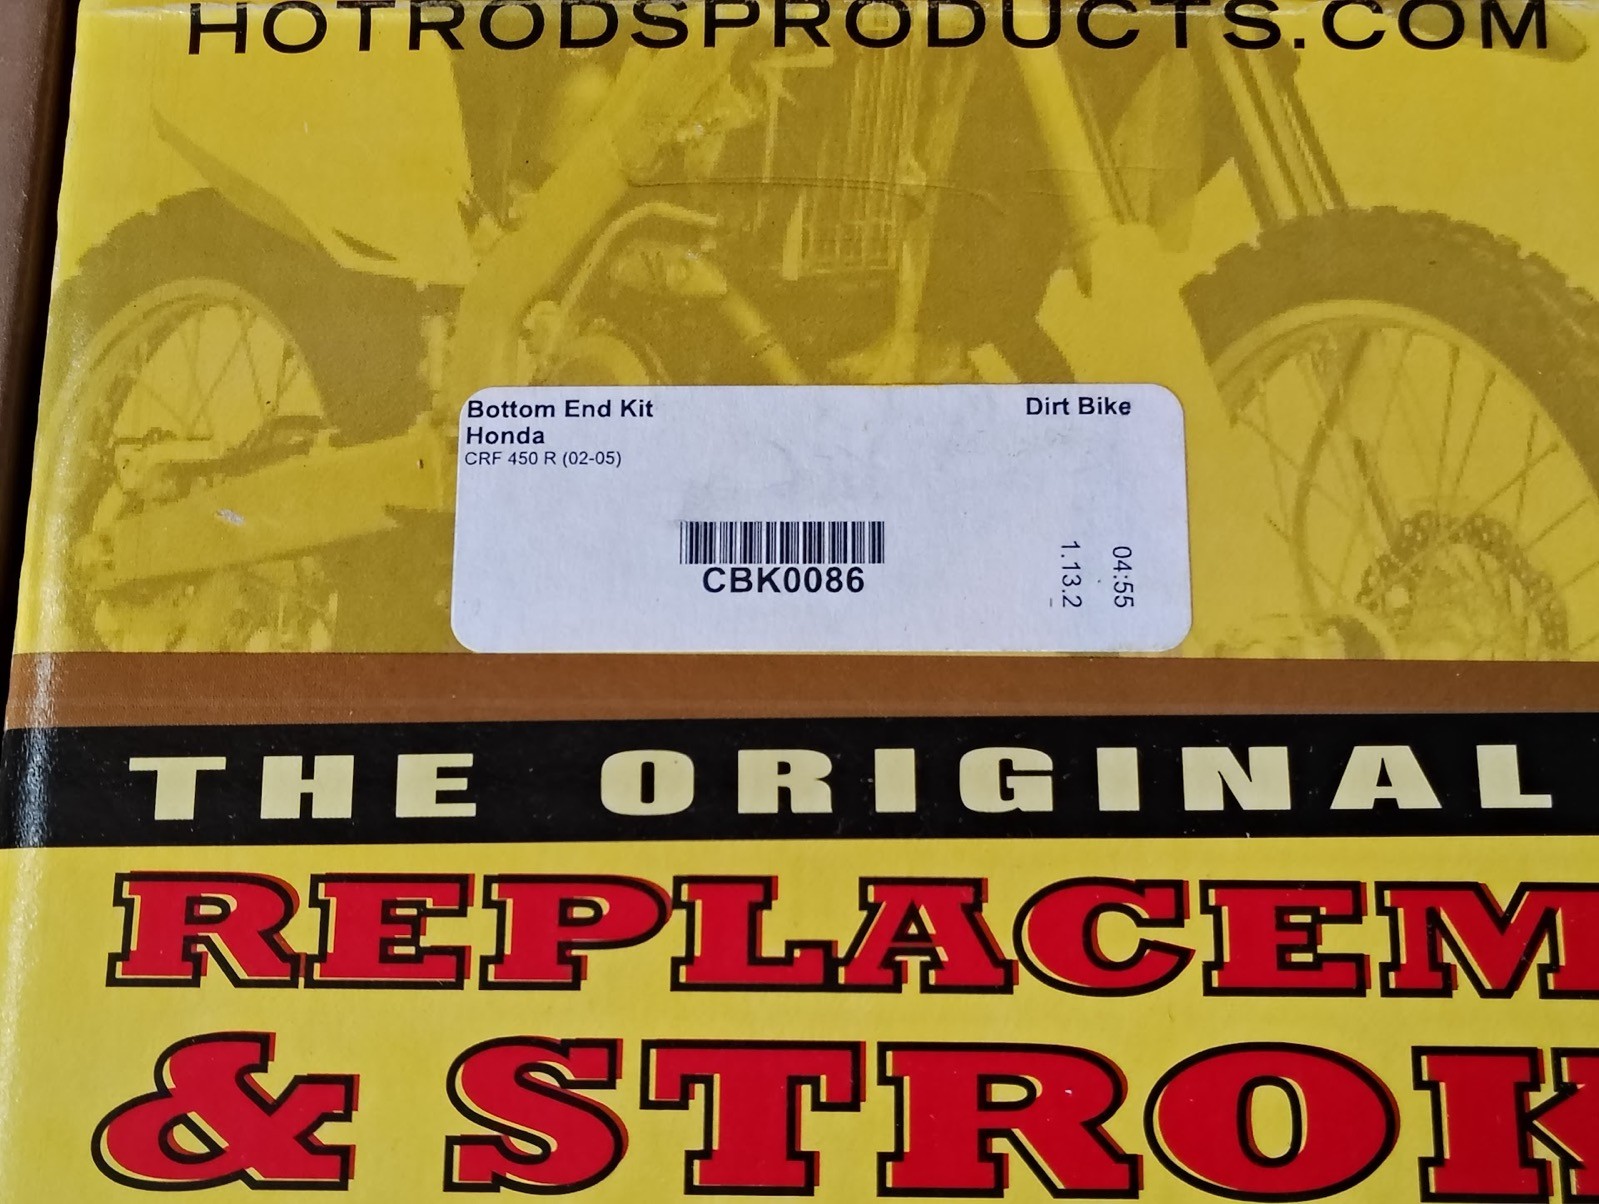 HOTRODSPRODUCTS.COM
Bottom End Kit
Dirt Bike
Honda
CRF 450 R (02-05)
CBK0086
04:55
1.13.2
THE ORIGINAL
REPLACEM
& STROK